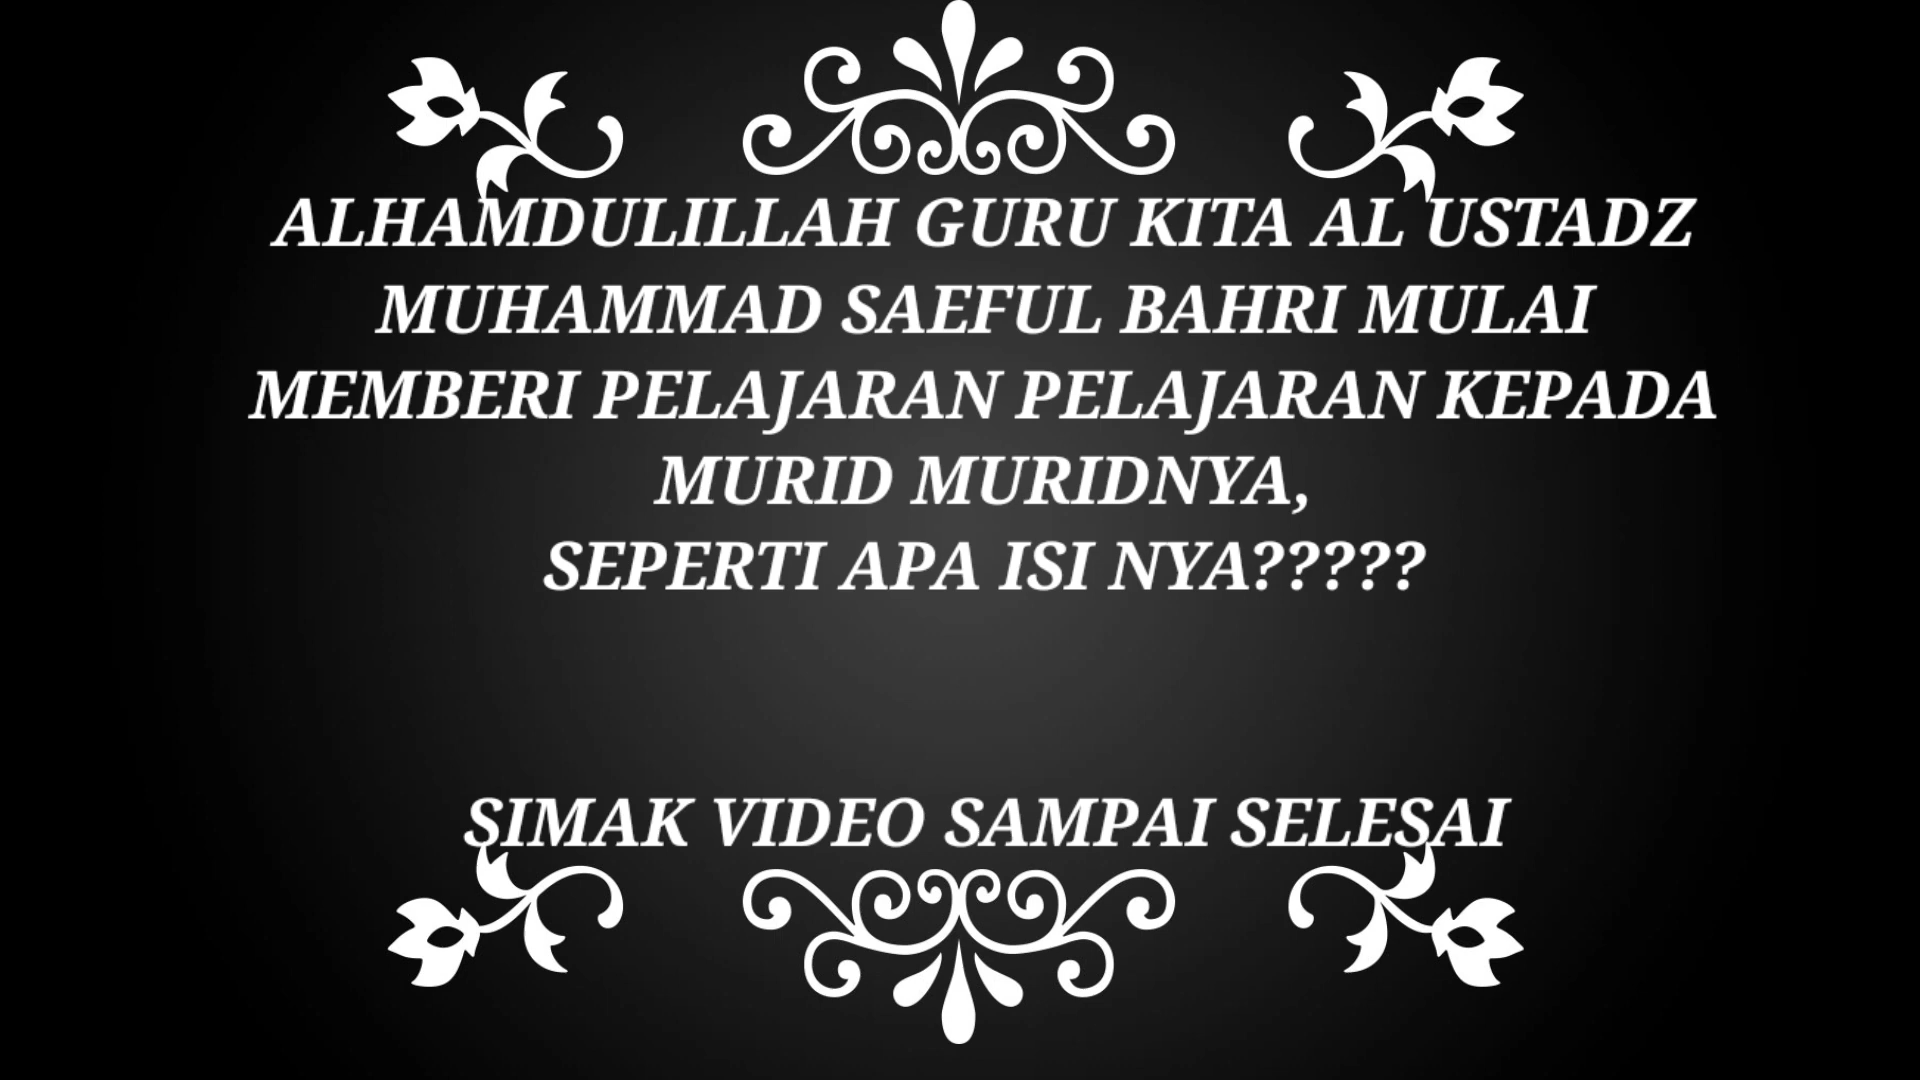 ALHAMDULILLAH GURU KITA AL USTADZ
MUHAMMAD SAEFUL BAHRI MULAI
MEMBERI PELAJARAN PELAJARAN KEPADA
MURID MURIDNYA,
SEPERTI APA ISI NYA?????
SIMAK VIDEO SAMPAI SELESAI